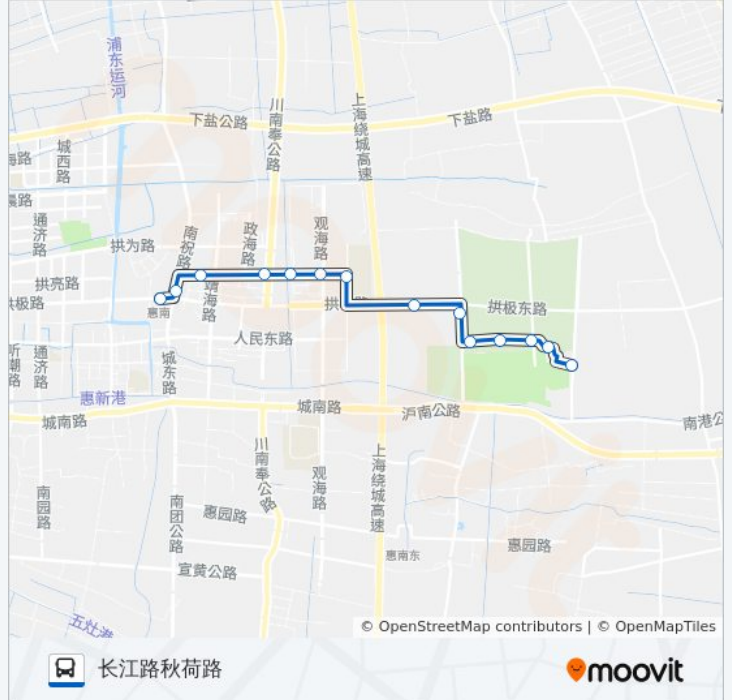 浦东运河
下盐公路
川南奉公路
上海绕城高速
下盐路
城西路
海路
晨路
通济路
拱为路
南祝路
政海路
观海路
拱亮路
拱极路
惠南
靖海路
拱极东路
人民东路
听潮路
通济路
城东路
惠新港
城南路
城南路
沪南公路
南港公
川南奉公路
观海路
上海绕城高速
南园路
南团公路
惠园路
惠南东
惠园路
宣黄公路
五灶港
© OpenStreetMap contributors | © OpenMapTiles
长江路秋荷路
moovit